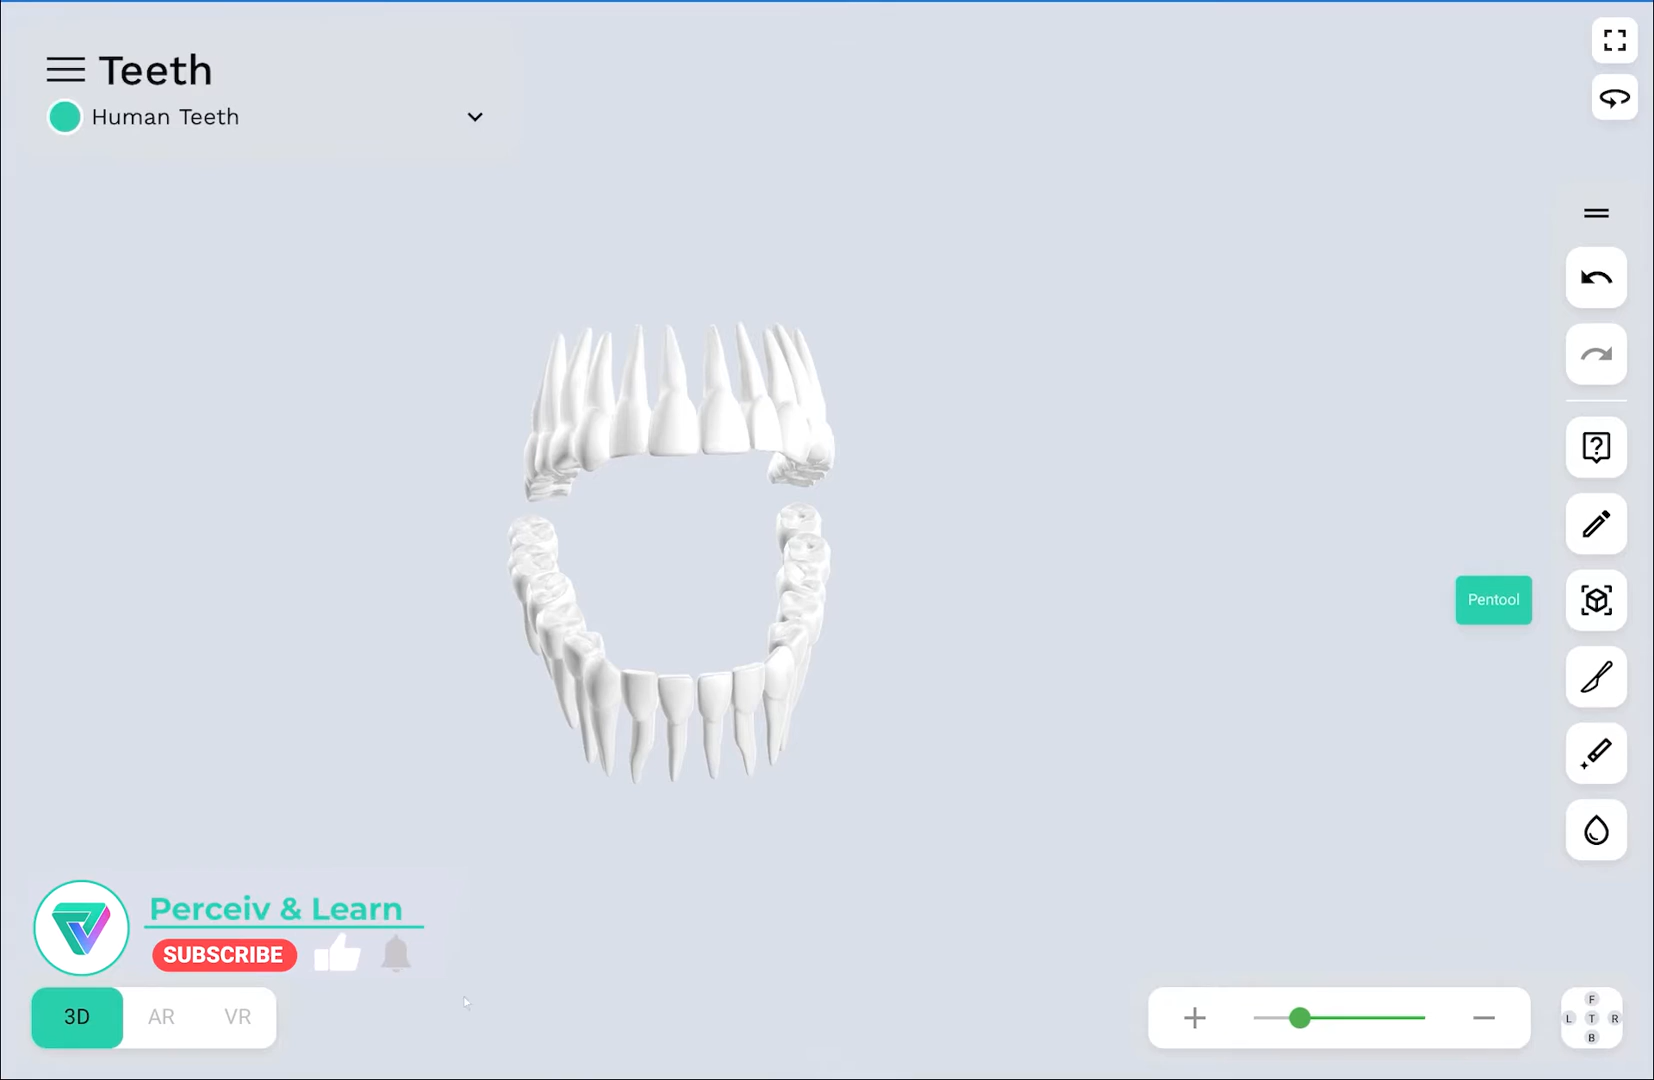 Teeth
Human Teeth
Pentool
Perceiv & Learn
SUBSCRIBE
3D AR VR
F
L T R
B